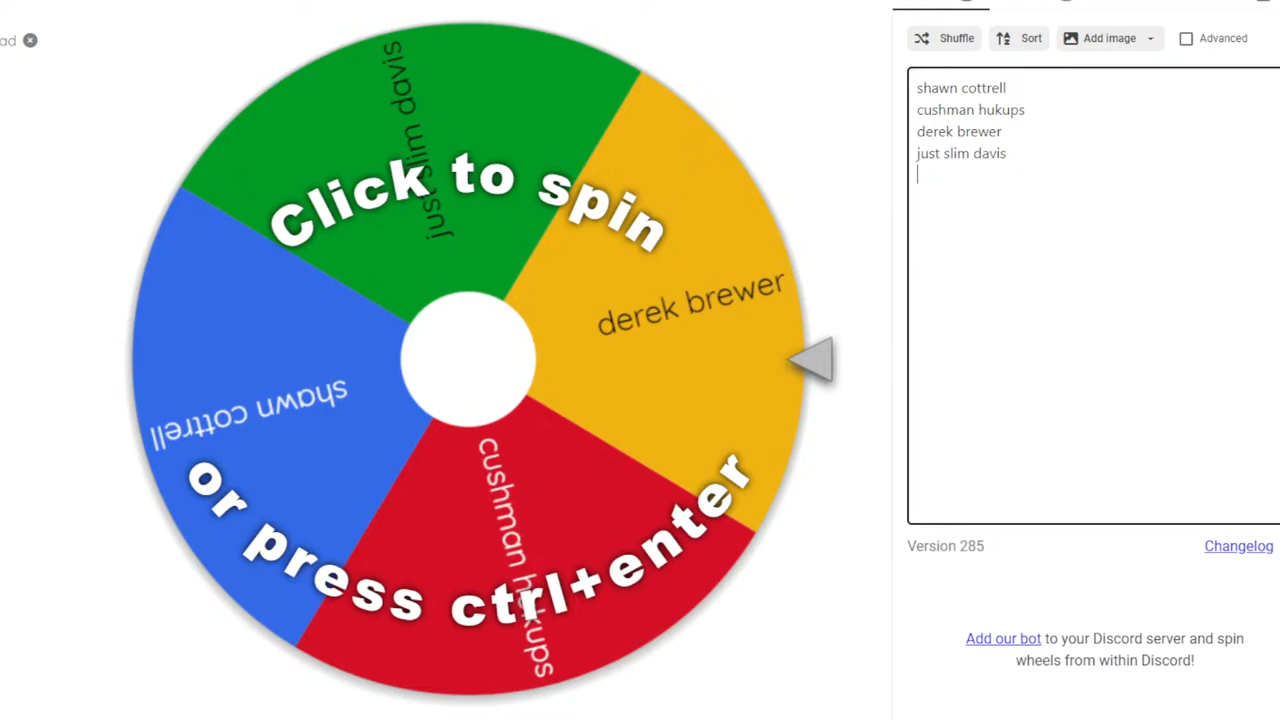 ad
Shuffle
Sort
Add image
Advanced
shawn cottrell
cushman hukups
derek brewer
just slim davis
just slim davis
Click to spin
derek brewer
shawn cottrell
cushman hukups
or press ctrl+enter
Version 285
Changelog
Add our bot to your Discord server and spin
wheels from within Discord!